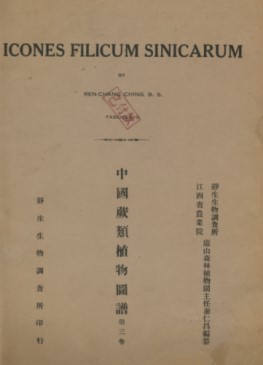 ICONES FILICUM SINICARUM
BY
REN-CHANG CHING, B. S.
中國蕨類植物圖譜
第三卷
靜生生物調查所
江西省農業院
廬山森林植物園主任秦仁昌編纂
靜生生物調查所印行